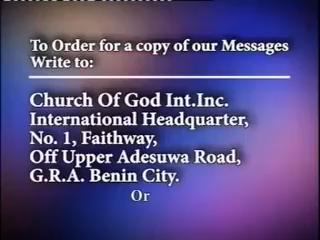 To Order for a copy of our Messages
Write to:
Church Of God Int.Inc.
International Headquarter,
No. 1, Faithway,
Off Upper Adesuwa Road,
G.R.A. Benin City.
Or